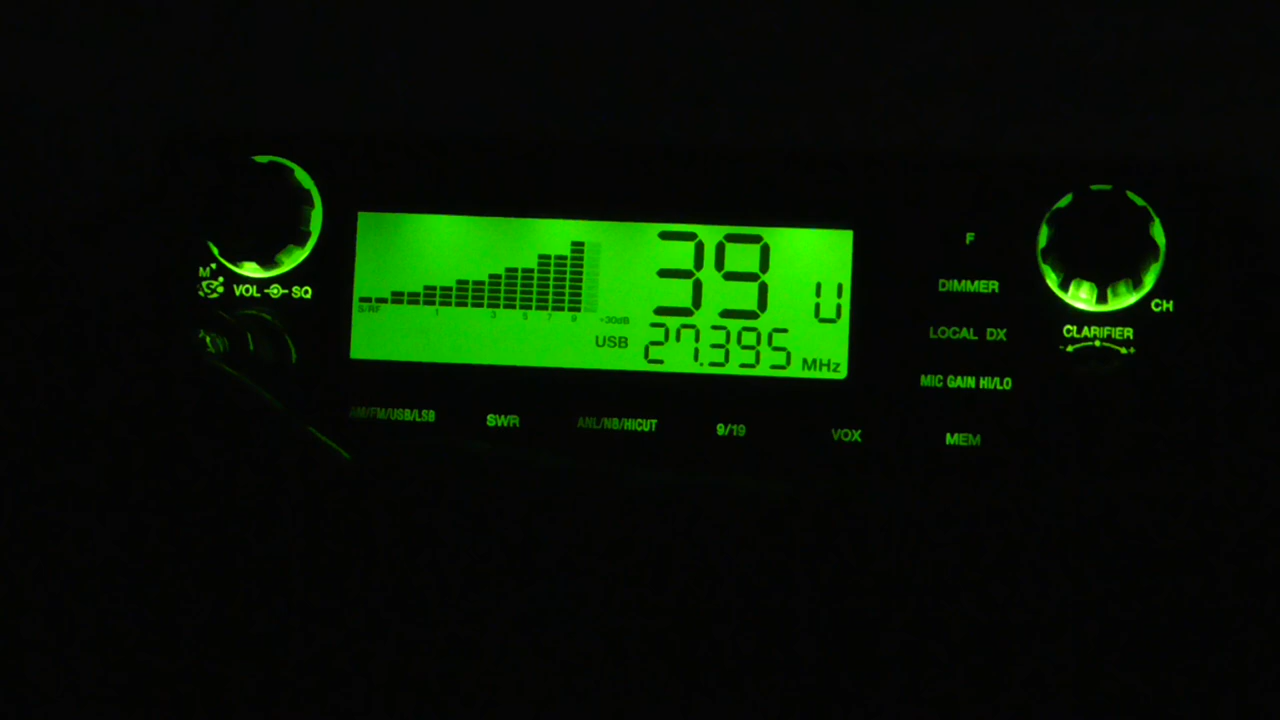 M
VOL SQ
S/RF 1 3 5 7 9 +30dB
39 U
USB 27.395 MHz
AM/FM/USB/LSB SWR ANL/NB/HICUT 9/19 VOX
F
DIMMER
LOCAL DX
MIC GAIN HI/LO
MEM
CH
CLARIFIER
- +